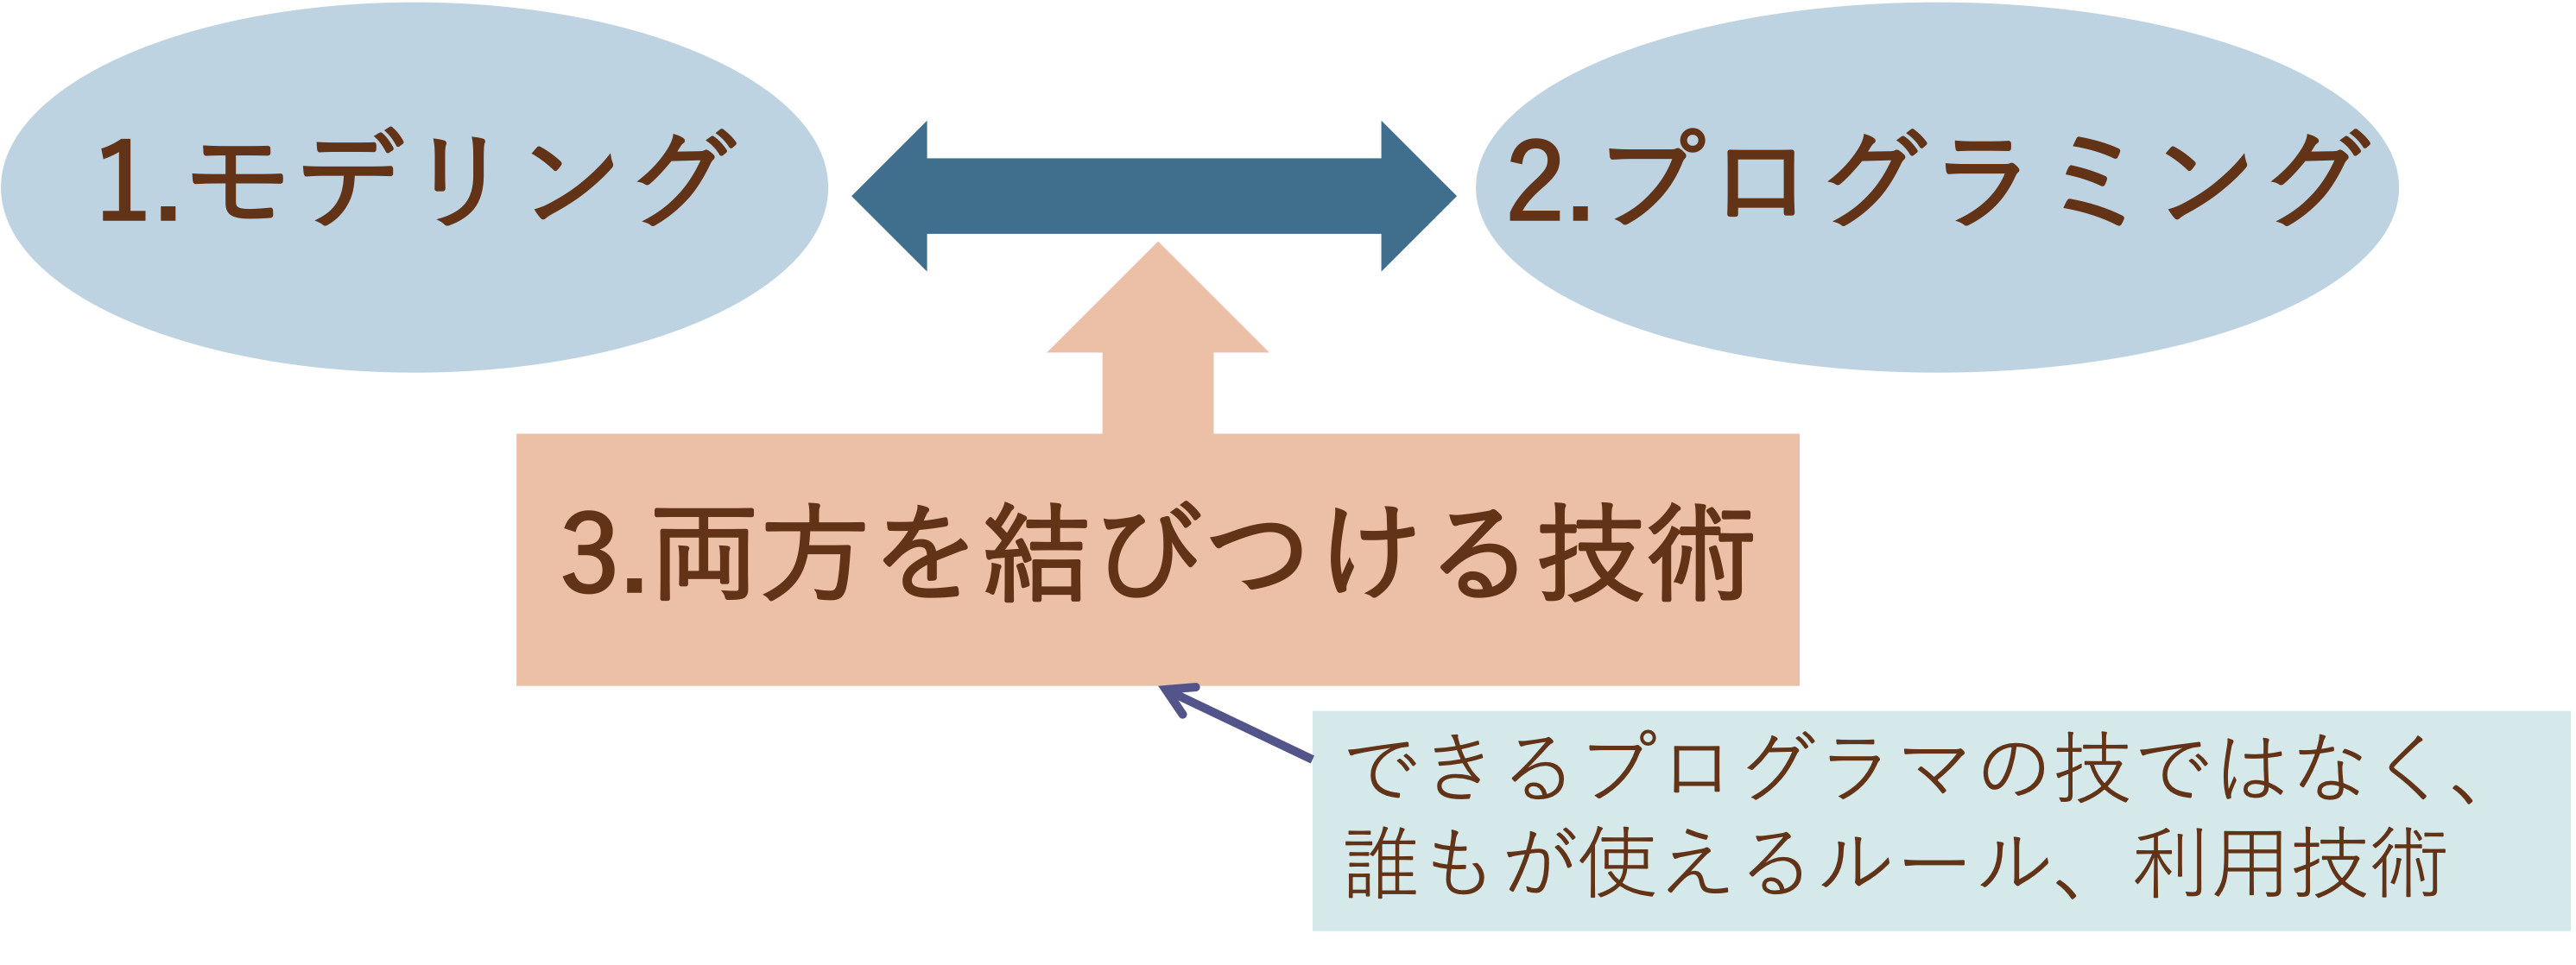 1.モデリング
2.プログラミング
3.両方を結びつける技術
できるプログラマの技ではなく、
誰もが使えるルール、利用技術